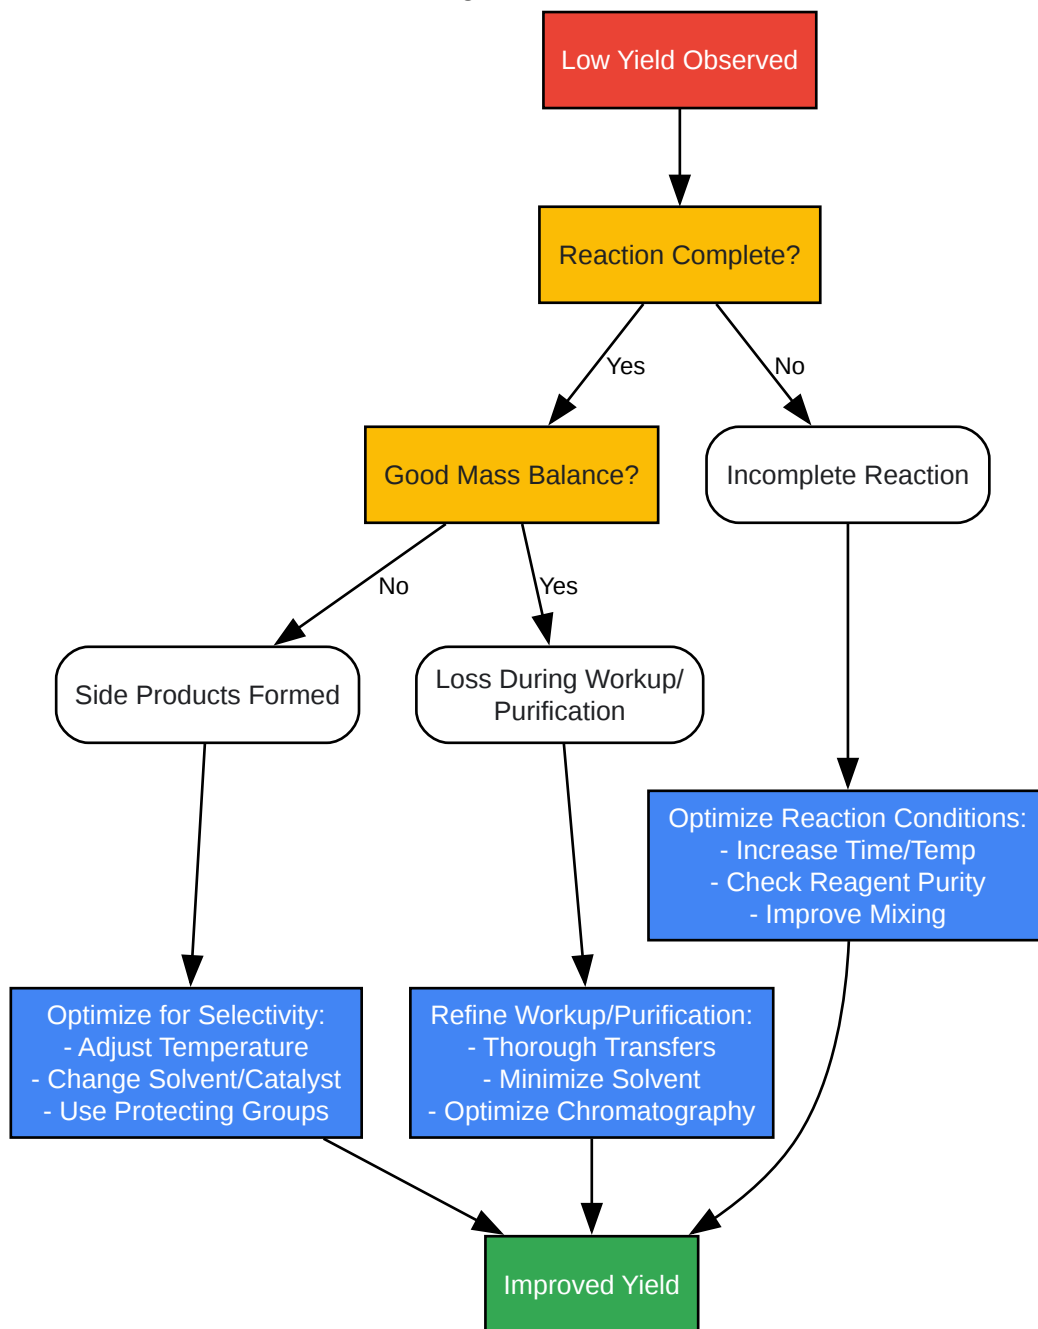 Low Yield Observed
Reaction Complete?
Yes
No
Good Mass Balance?
Incomplete Reaction
No
Yes
Side Products Formed
Loss During Workup/
Purification
Optimize Reaction Conditions:
- Increase Time/Temp
- Check Reagent Purity
- Improve Mixing
Optimize for Selectivity:
- Adjust Temperature
- Change Solvent/Catalyst
- Use Protecting Groups
Refine Workup/Purification:
- Thorough Transfers
- Minimize Solvent
- Optimize Chromatography
Improved Yield